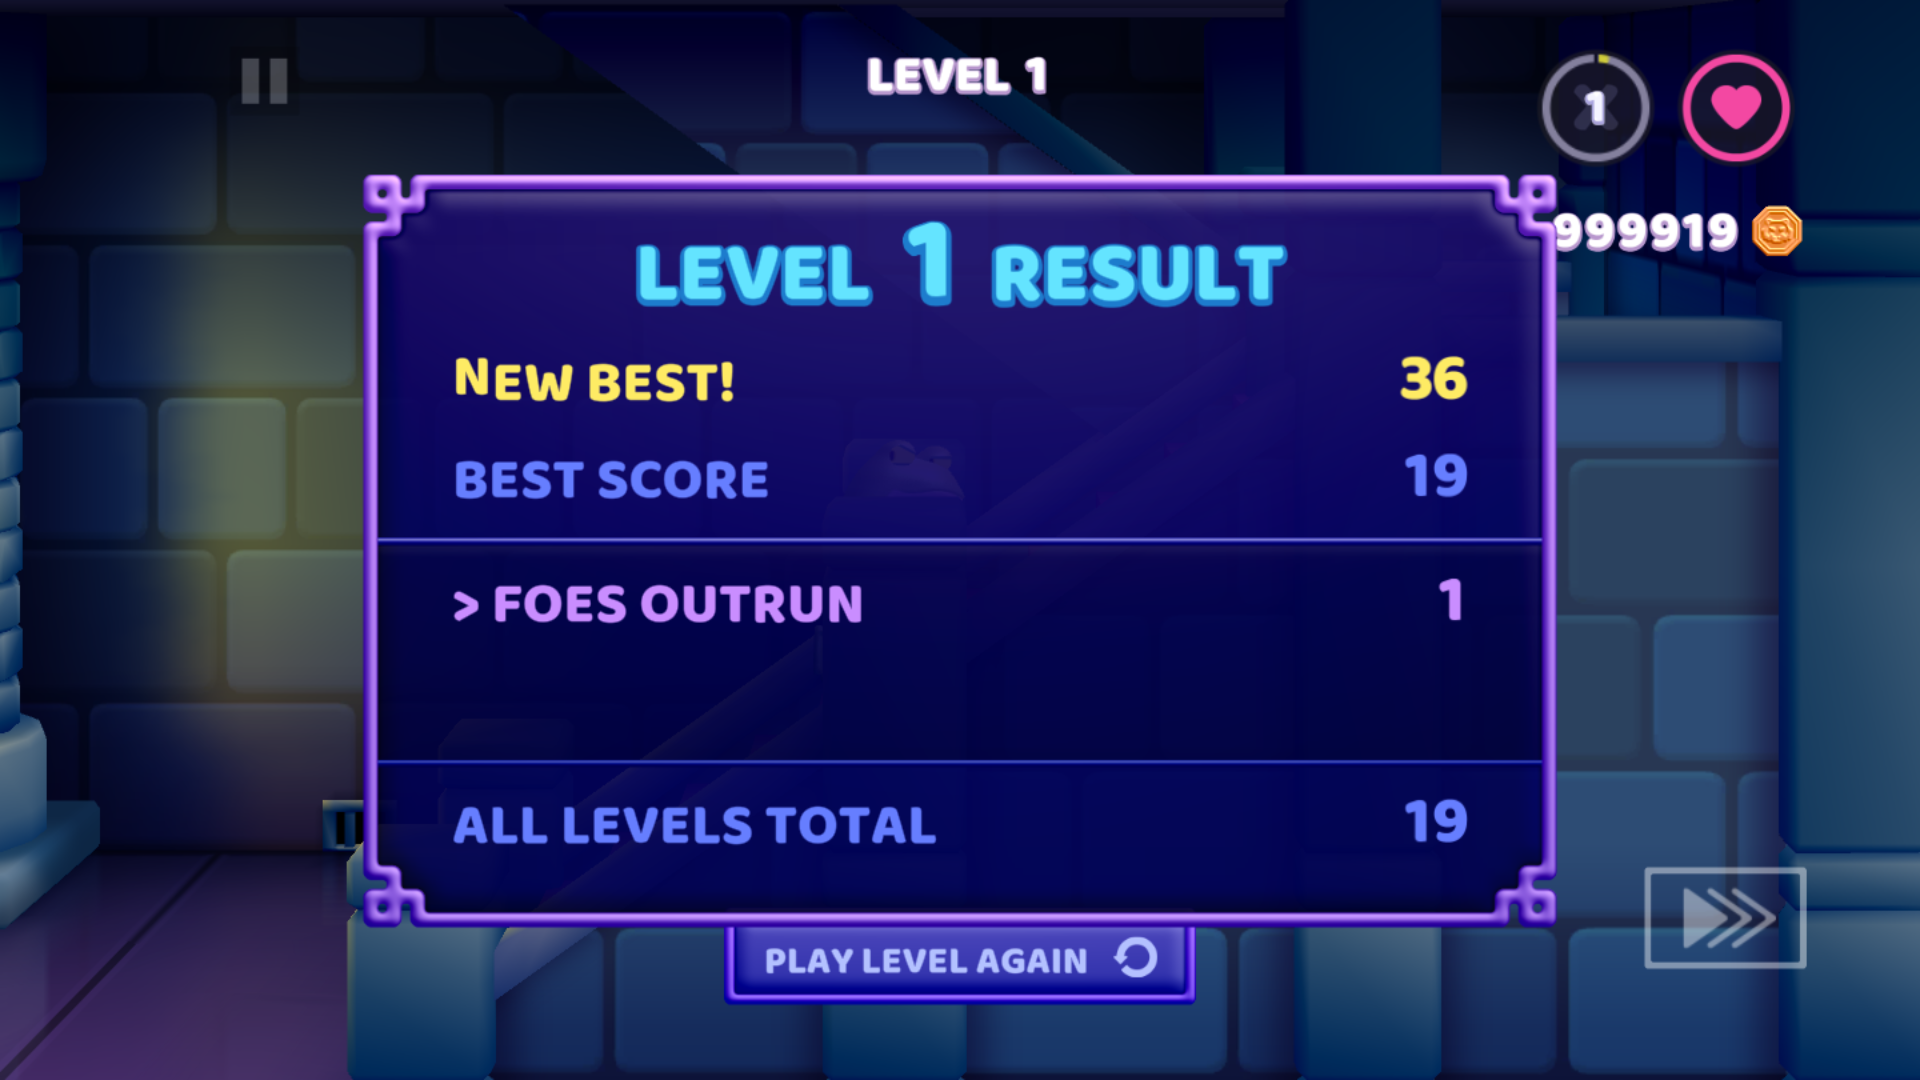 LEVEL 1
1
999919
LEVEL 1 RESULT
NEW BEST! 36
BEST SCORE 19
> FOES OUTRUN 1
ALL LEVELS TOTAL 19
PLAY LEVEL AGAIN